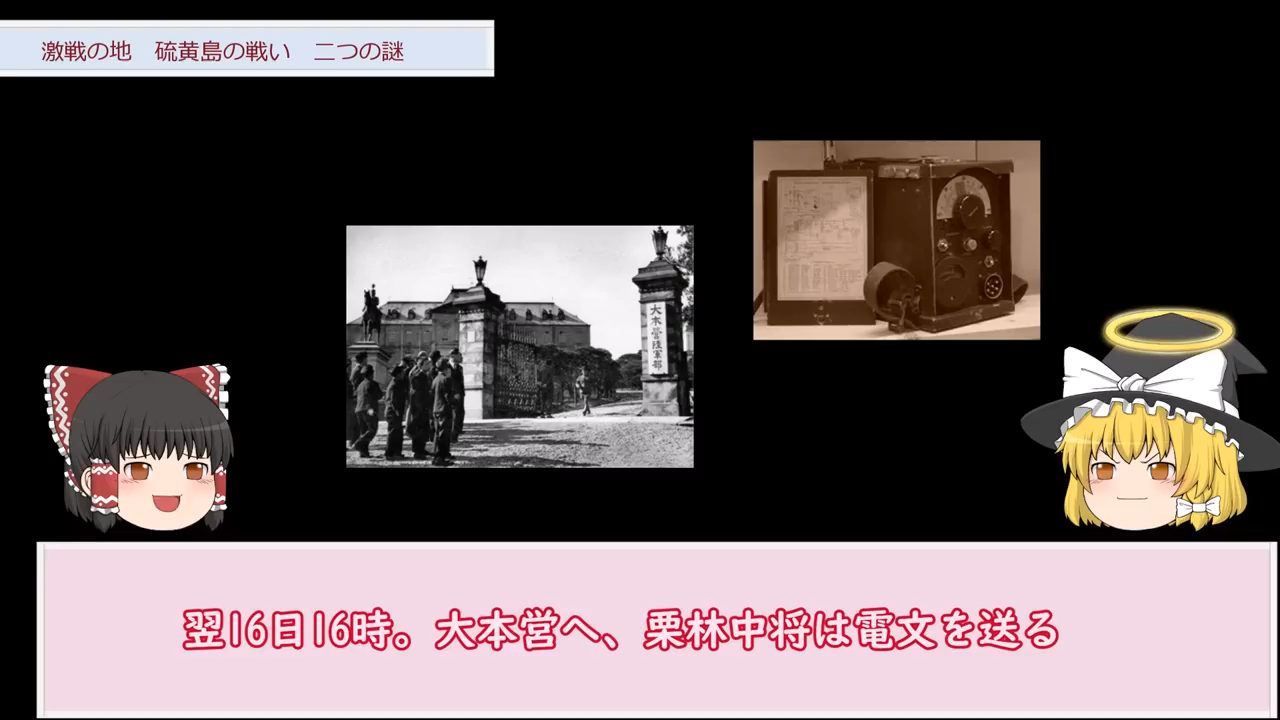 激戦の地　硫黄島の戦い　二つの謎
大本營陸軍部
翌16日16時。大本営へ、栗林中将は電文を送る